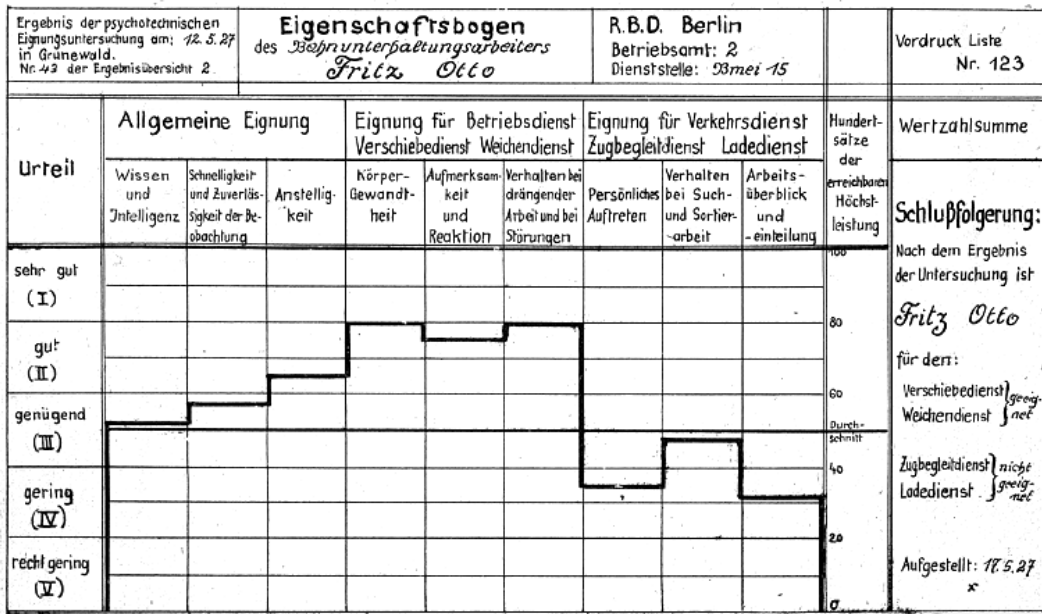 Ergebnis der psychotechnischen
Eignungsuntersuchung am: 12.5.27
in Grunewald.
Nr. 43 der Ergebnisübersicht 2
Eigenschaftsbogen
des Bahnunterhaltungsarbeiters
Fritz Otto
R.B.D. Berlin
Betriebsamt: 2
Dienststelle: Bmei 15
Vordruck Liste
Nr. 123
Urteil
Allgemeine Eignung
Eignung für Betriebsdienst
Verschiebedienst Weichendienst
Eignung für Verkehrsdienst
Zugbegleitdienst Ladedienst
Wissen
und
Intelligenz
Schnelligkeit
und Zuverläs-
sigkeit der Be-
obachtung
Anstellig-
keit
Körper-
Gewandt-
heit
Aufmerksam-
keit
und
Reaktion
Verhalten bei
drängender
Arbeit und bei
Störungen
Persönliches
Auftreten
Verhalten
bei Such-
und Sortier-
-arbeit
Arbeits-
überblick
und
-einteilung
Hundert-
sätze
der
erreichbaren
Höchst-
leistung
Wertzahlsumme
sehr gut
(I)
gut
(II)
genügend
(III)
gering
(IV)
recht gering
(V)
100
80
60
Durch-
schnitt
40
20
0
Schlußfolgerung:
Nach dem Ergebnis
der Untersuchung ist
Fritz Otto
für den:
Verschiebedienst } geeig-
Weichendienst } net
Zugbegleitdienst } nicht
Ladedienst } geeig-
net
Aufgestellt: 17.5.27
x